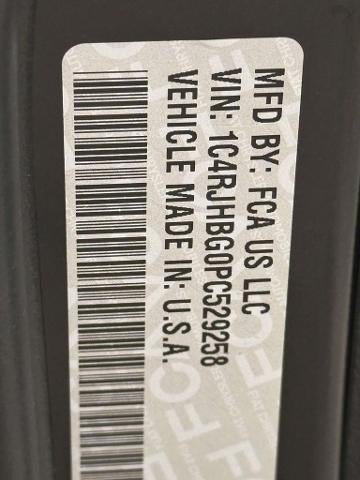 MFD BY: FCA US LLC
VIN: 1C4RJHBG0PC529258
VEHICLE MADE IN: U.S.A.